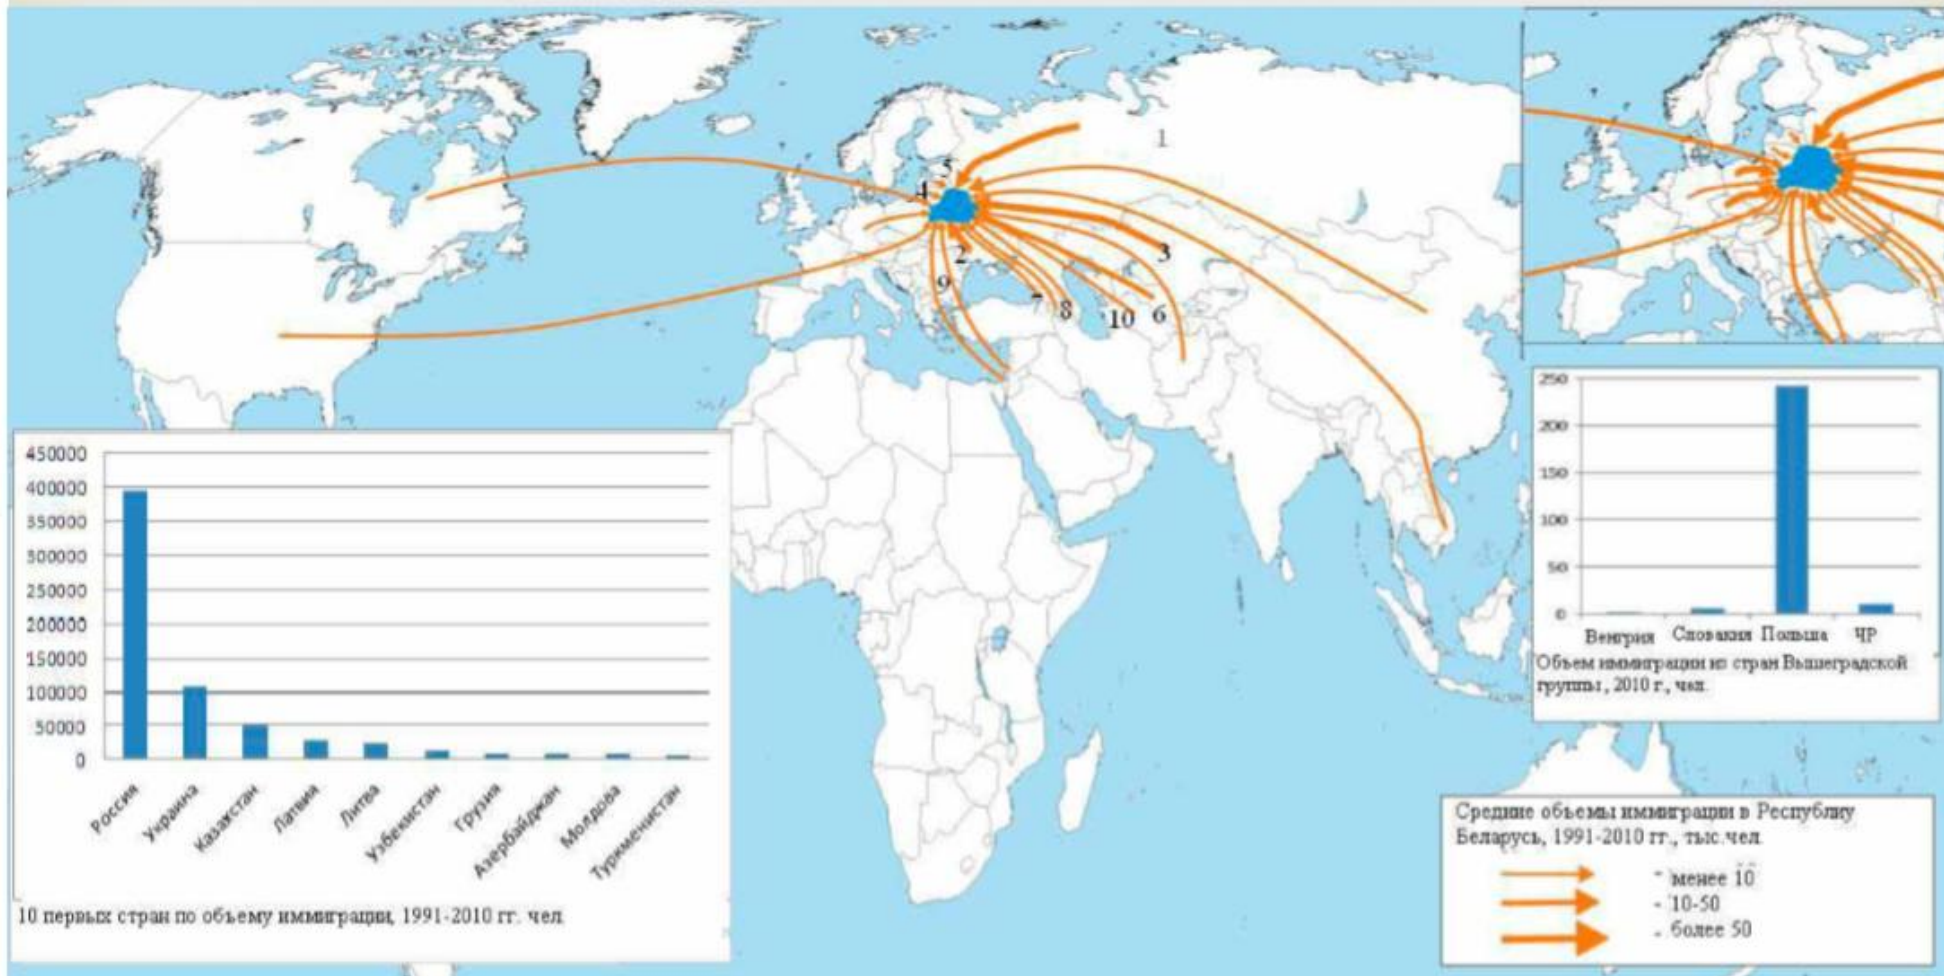 1
5
4
2
3
9
7
8
10
6
450000
400000
350000
300000
250000
200000
150000
100000
50000
0
Россия
Украина
Казахстан
Латвия
Литва
Узбекистан
Грузия
Азербайджан
Молдова
Туркменистан
10 первых стран по объему иммиграции, 1991-2010 гг. чел.
250
200
150
100
50
0
Венгрия Словакия Польша ЧР
Объем иммиграции из стран Вышеградской
группы, 2010 г., чел.
Средние объемы иммиграции в Республиу
Беларусь, 1991-2010 гг., тыс.чел.
- менее 10
- 10-50
- более 50